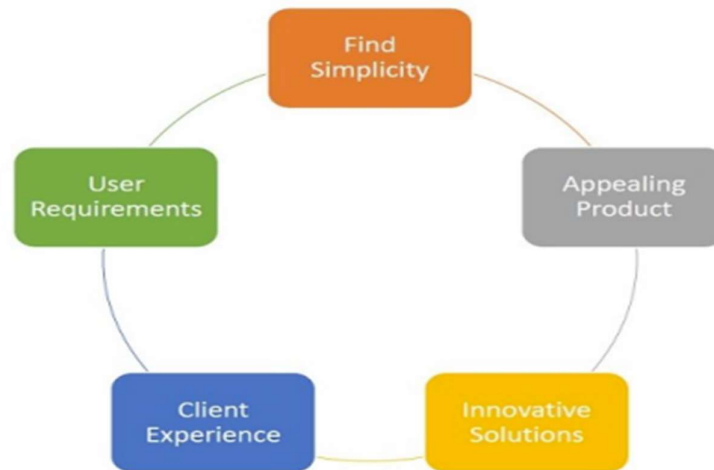 Find
Simplicity
Appealing
Product
Innovative
Solutions
Client
Experience
User
Requirements